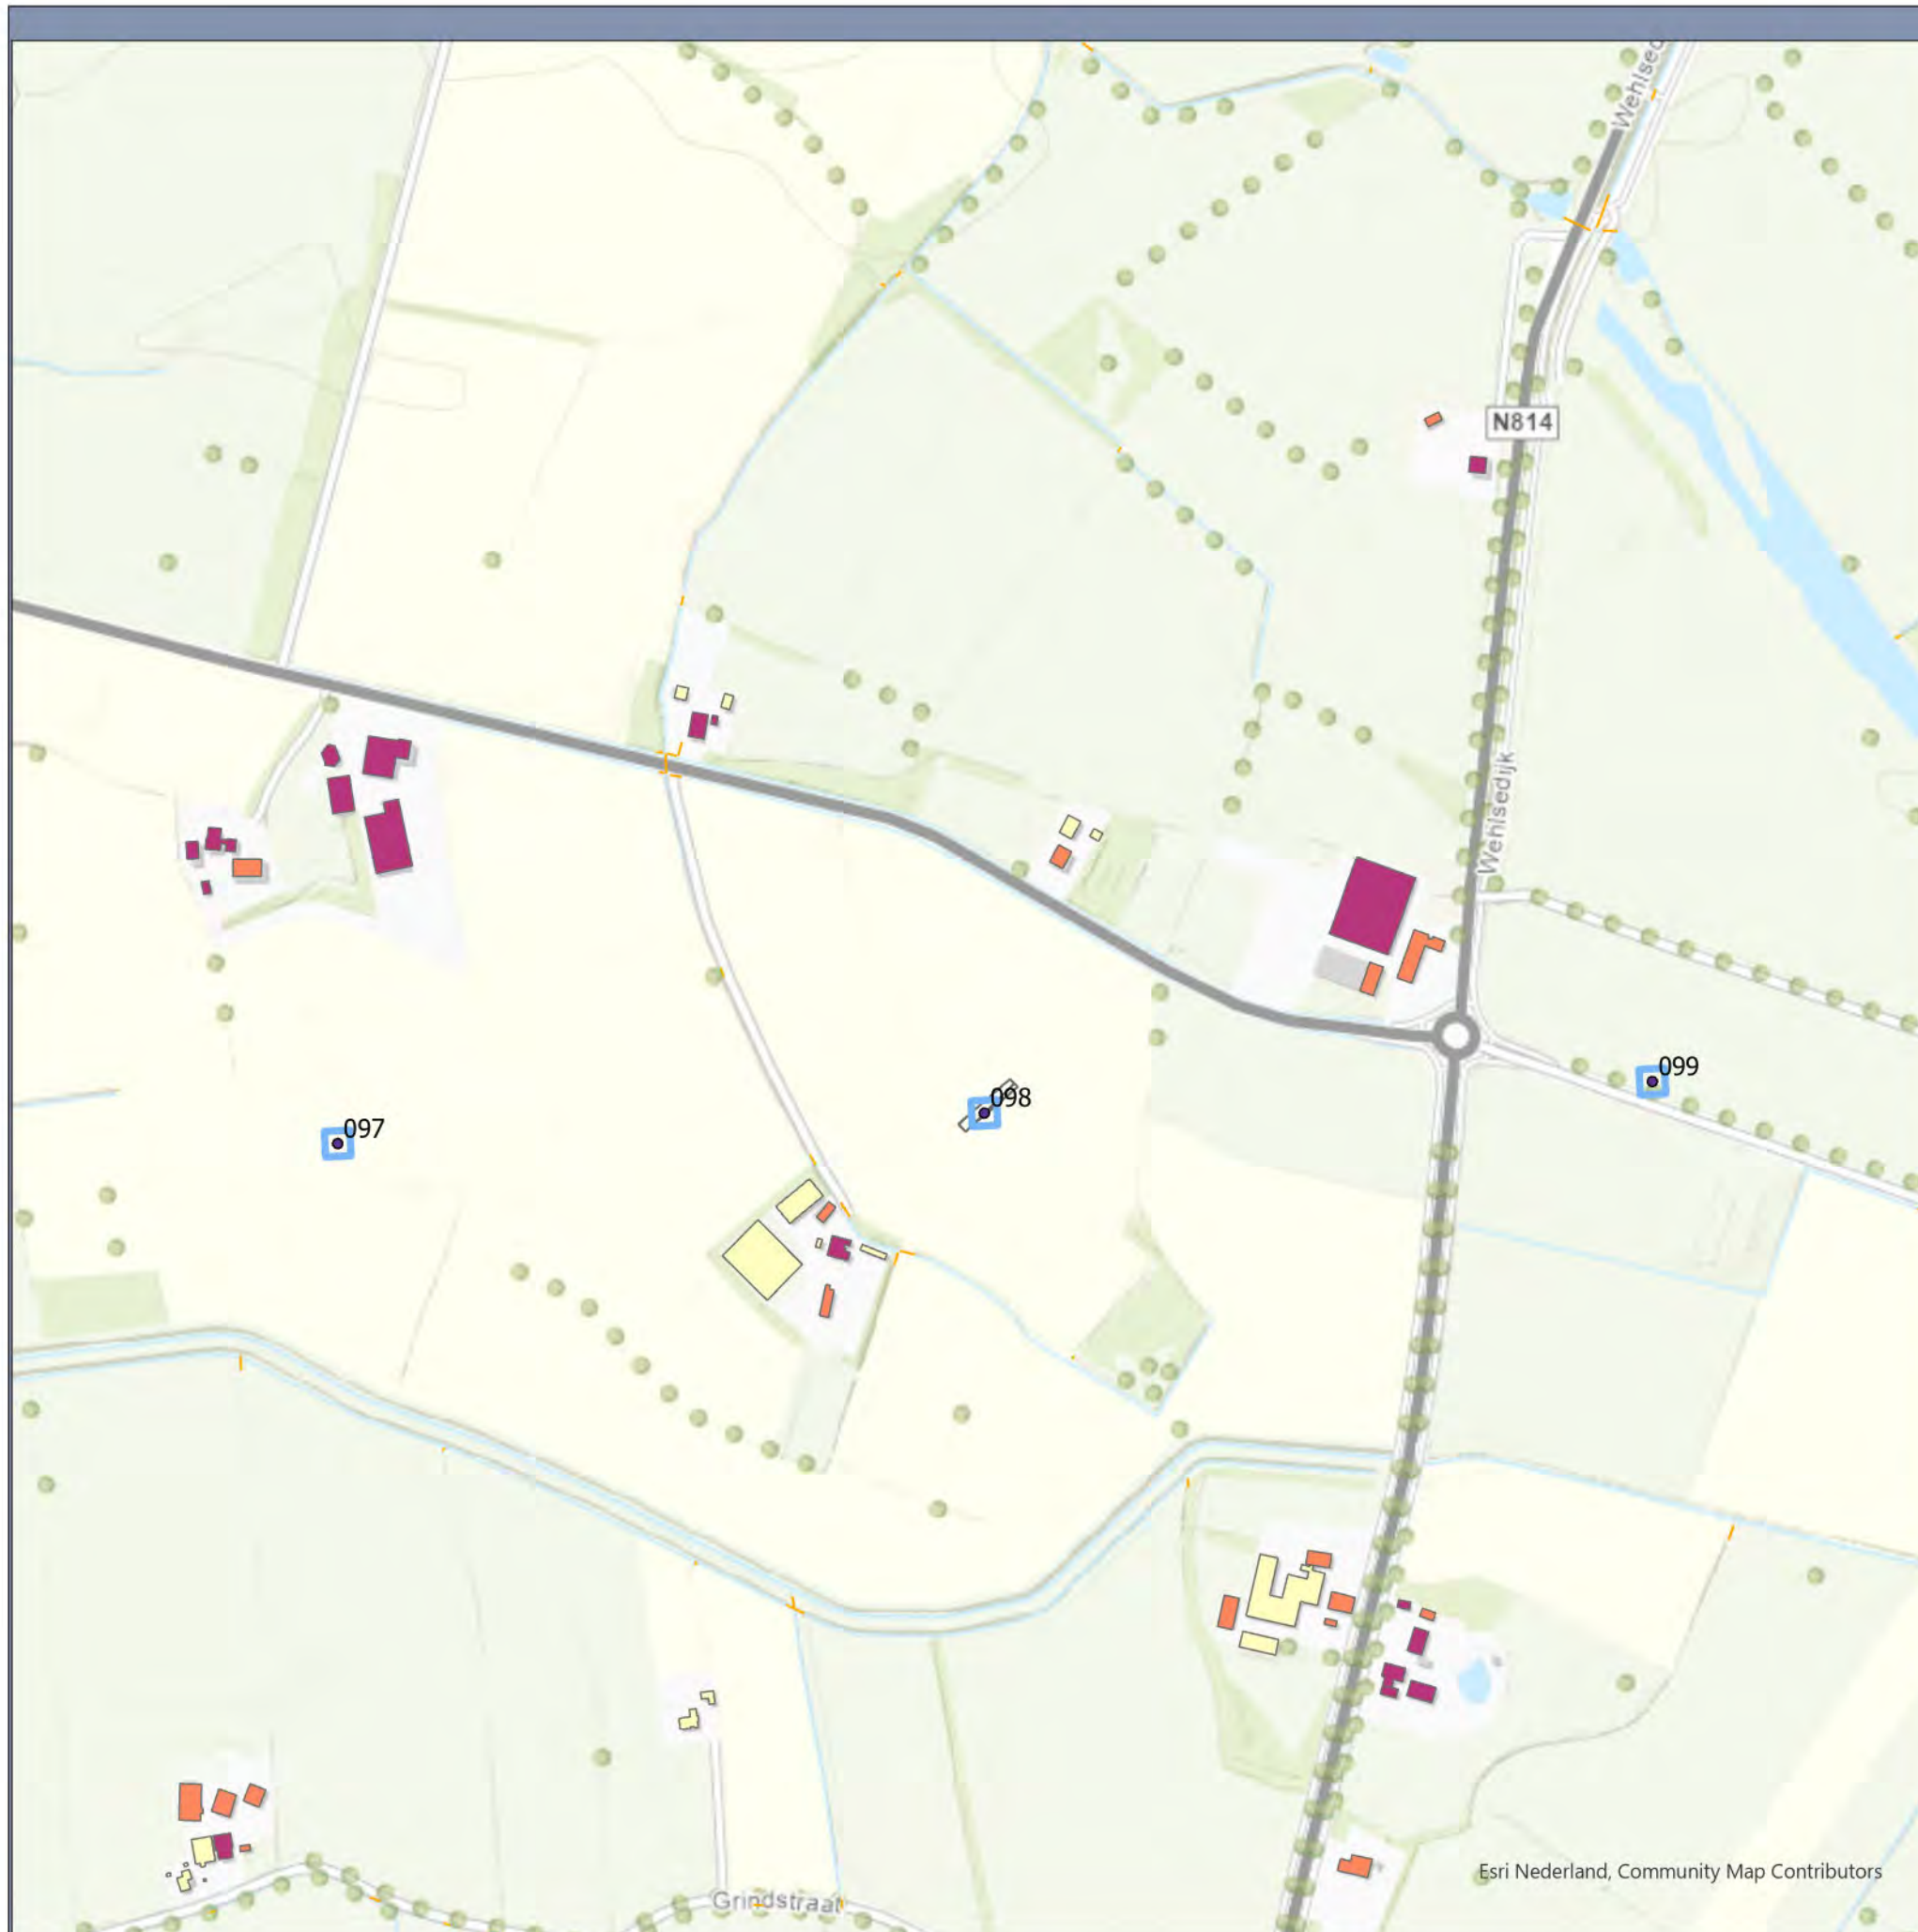 Wehlsed
N814
Wehlsedijk
099
098
097
Esri Nederland, Community Map Contributors
Grindstraat